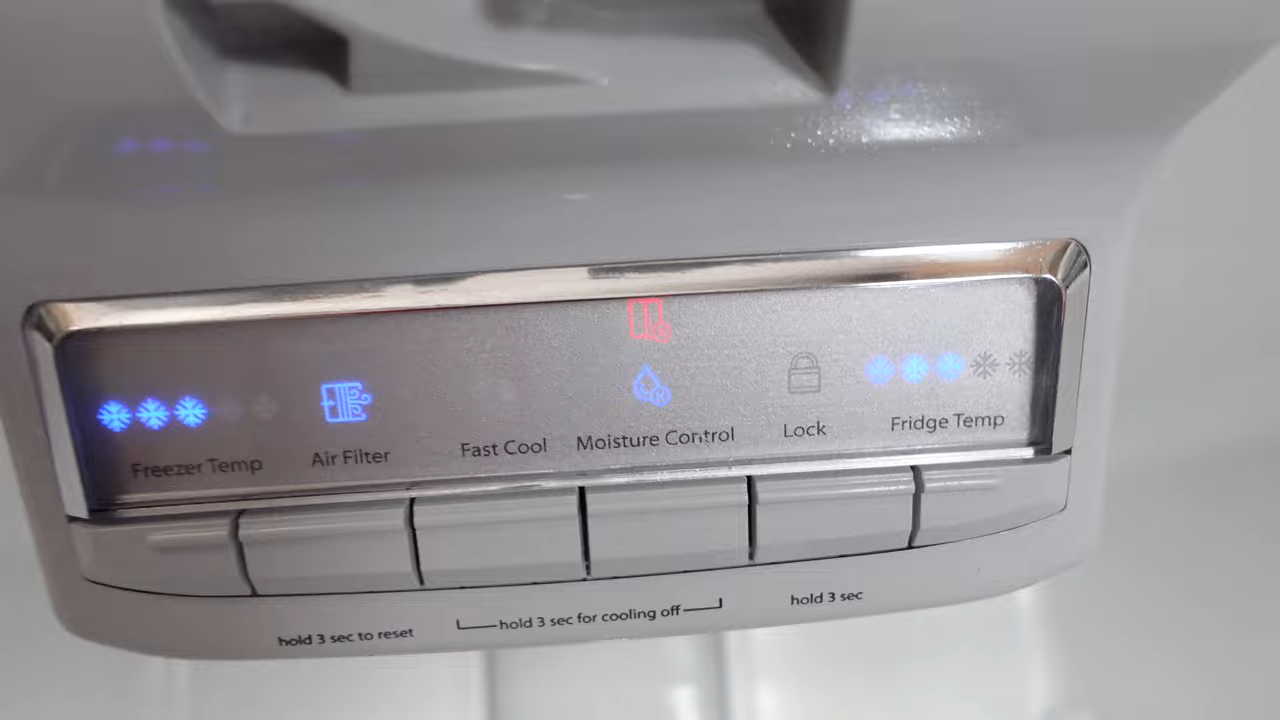 Freezer Temp
Air Filter
Fast Cool
Moisture Control
Lock
Fridge Temp
hold 3 sec to reset
hold 3 sec for cooling off
hold 3 sec